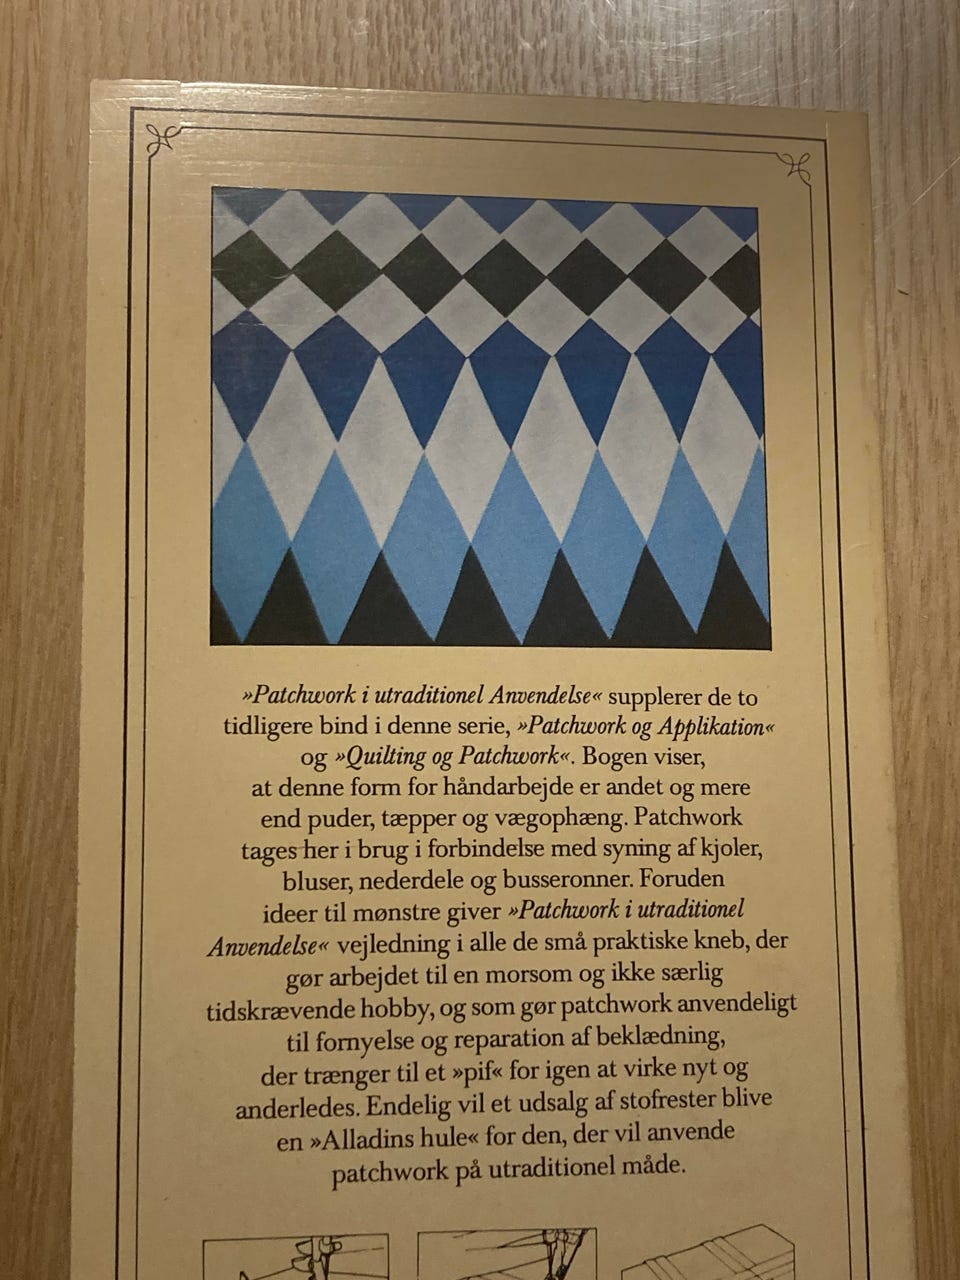 »Patchwork i utraditionel Anvendelse« supplerer de to
tidligere bind i denne serie, »Patchwork og Applikation«
og »Quilting og Patchwork«. Bogen viser,
at denne form for håndarbejde er andet og mere
end puder, tæpper og vægophæng. Patchwork
tages her i brug i forbindelse med syning af kjoler,
bluser, nederdele og busseronner. Foruden
ideer til mønstre giver »Patchwork i utraditionel
Anvendelse« vejledning i alle de små praktiske kneb, der
gør arbejdet til en morsom og ikke særlig
tidskrævende hobby, og som gør patchwork anvendeligt
til fornyelse og reparation af beklædning,
der trænger til et »pif« for igen at virke nyt og
anderledes. Endelig vil et udsalg af stofrester blive
en »Alladins hule« for den, der vil anvende
patchwork på utraditionel måde.